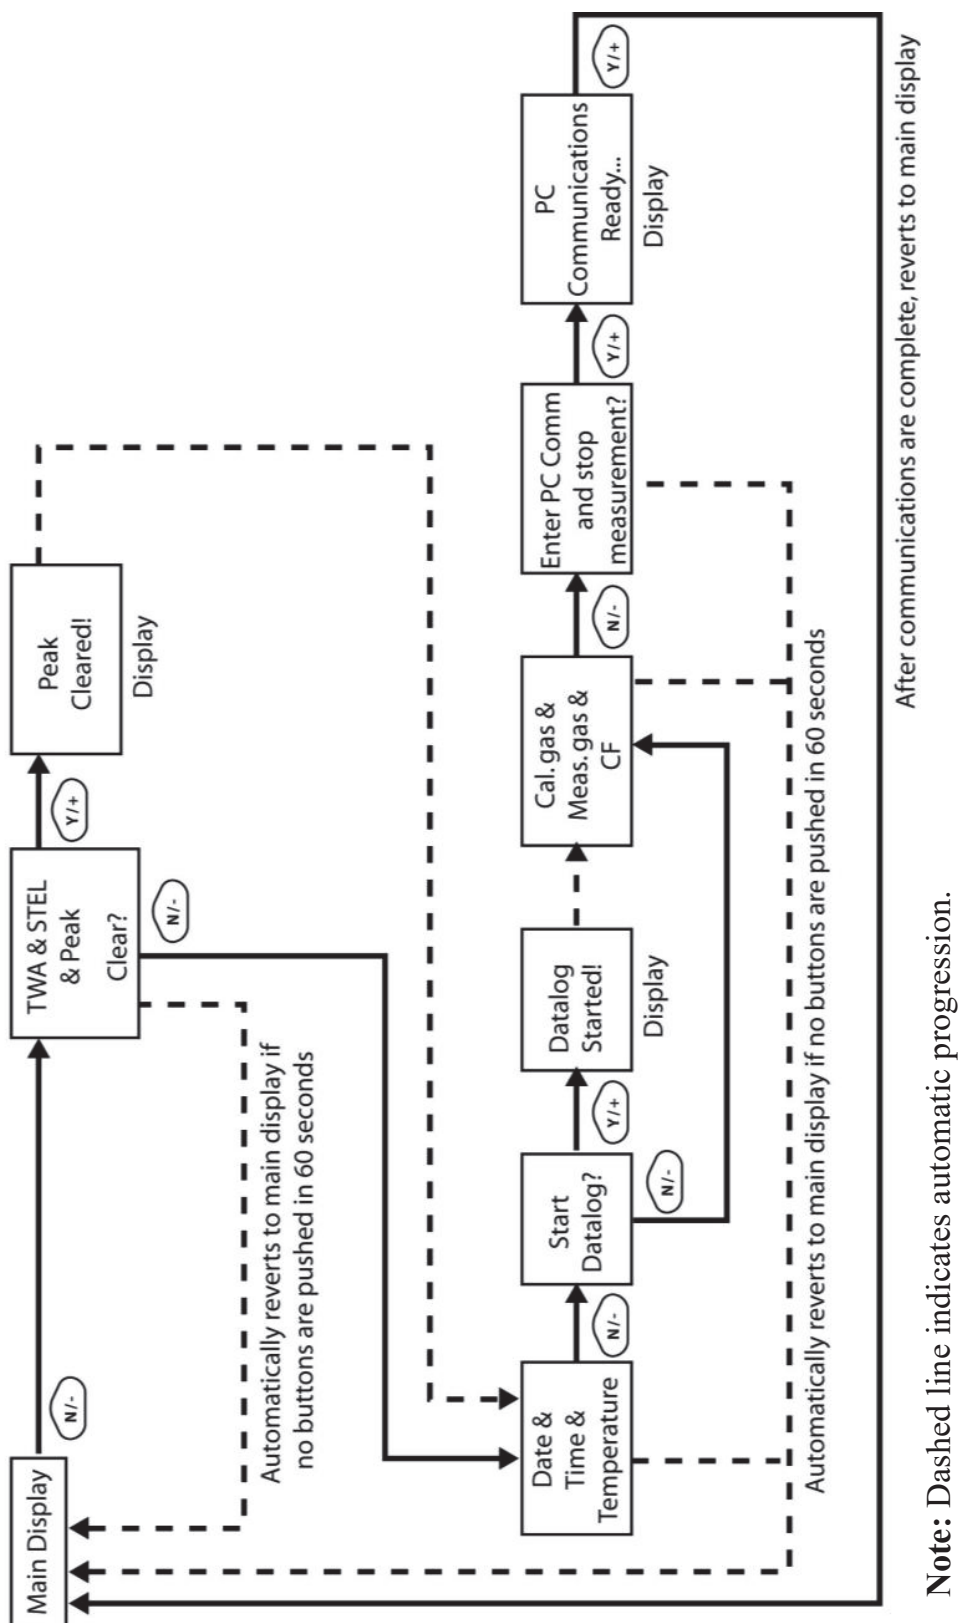 Main Display
N/-
TWA & STEL
& Peak
Clear?
Y/+
Peak
Cleared!
Display
N/-
Automatically reverts to main display if
no buttons are pushed in 60 seconds
Date &
Time &
Temperature
N/-
Start
Datalog?
Y/+
N/-
Datalog
Started!
Display
Cal. gas &
Meas. gas &
CF
N/-
Enter PC Comm
and stop
measurement?
Y/+
PC
Communications
Ready...
Display
Y/+
Automatically reverts to main display if no buttons are pushed in 60 seconds
After communications are complete, reverts to main display
Note: Dashed line indicates automatic progression.